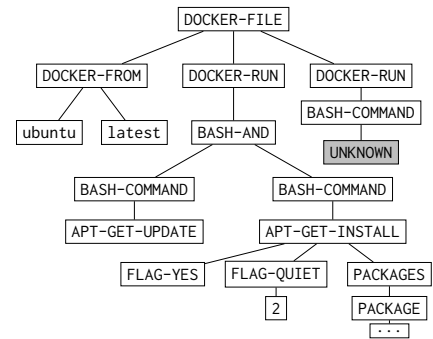 DOCKER-FILE
DOCKER-FROM DOCKER-RUN DOCKER-RUN
BASH-COMMAND
ubuntu latest BASH-AND
UNKNOWN
BASH-COMMAND BASH-COMMAND
APT-GET-UPDATE APT-GET-INSTALL
FLAG-YES FLAG-QUIET PACKAGES
2 PACKAGE
...